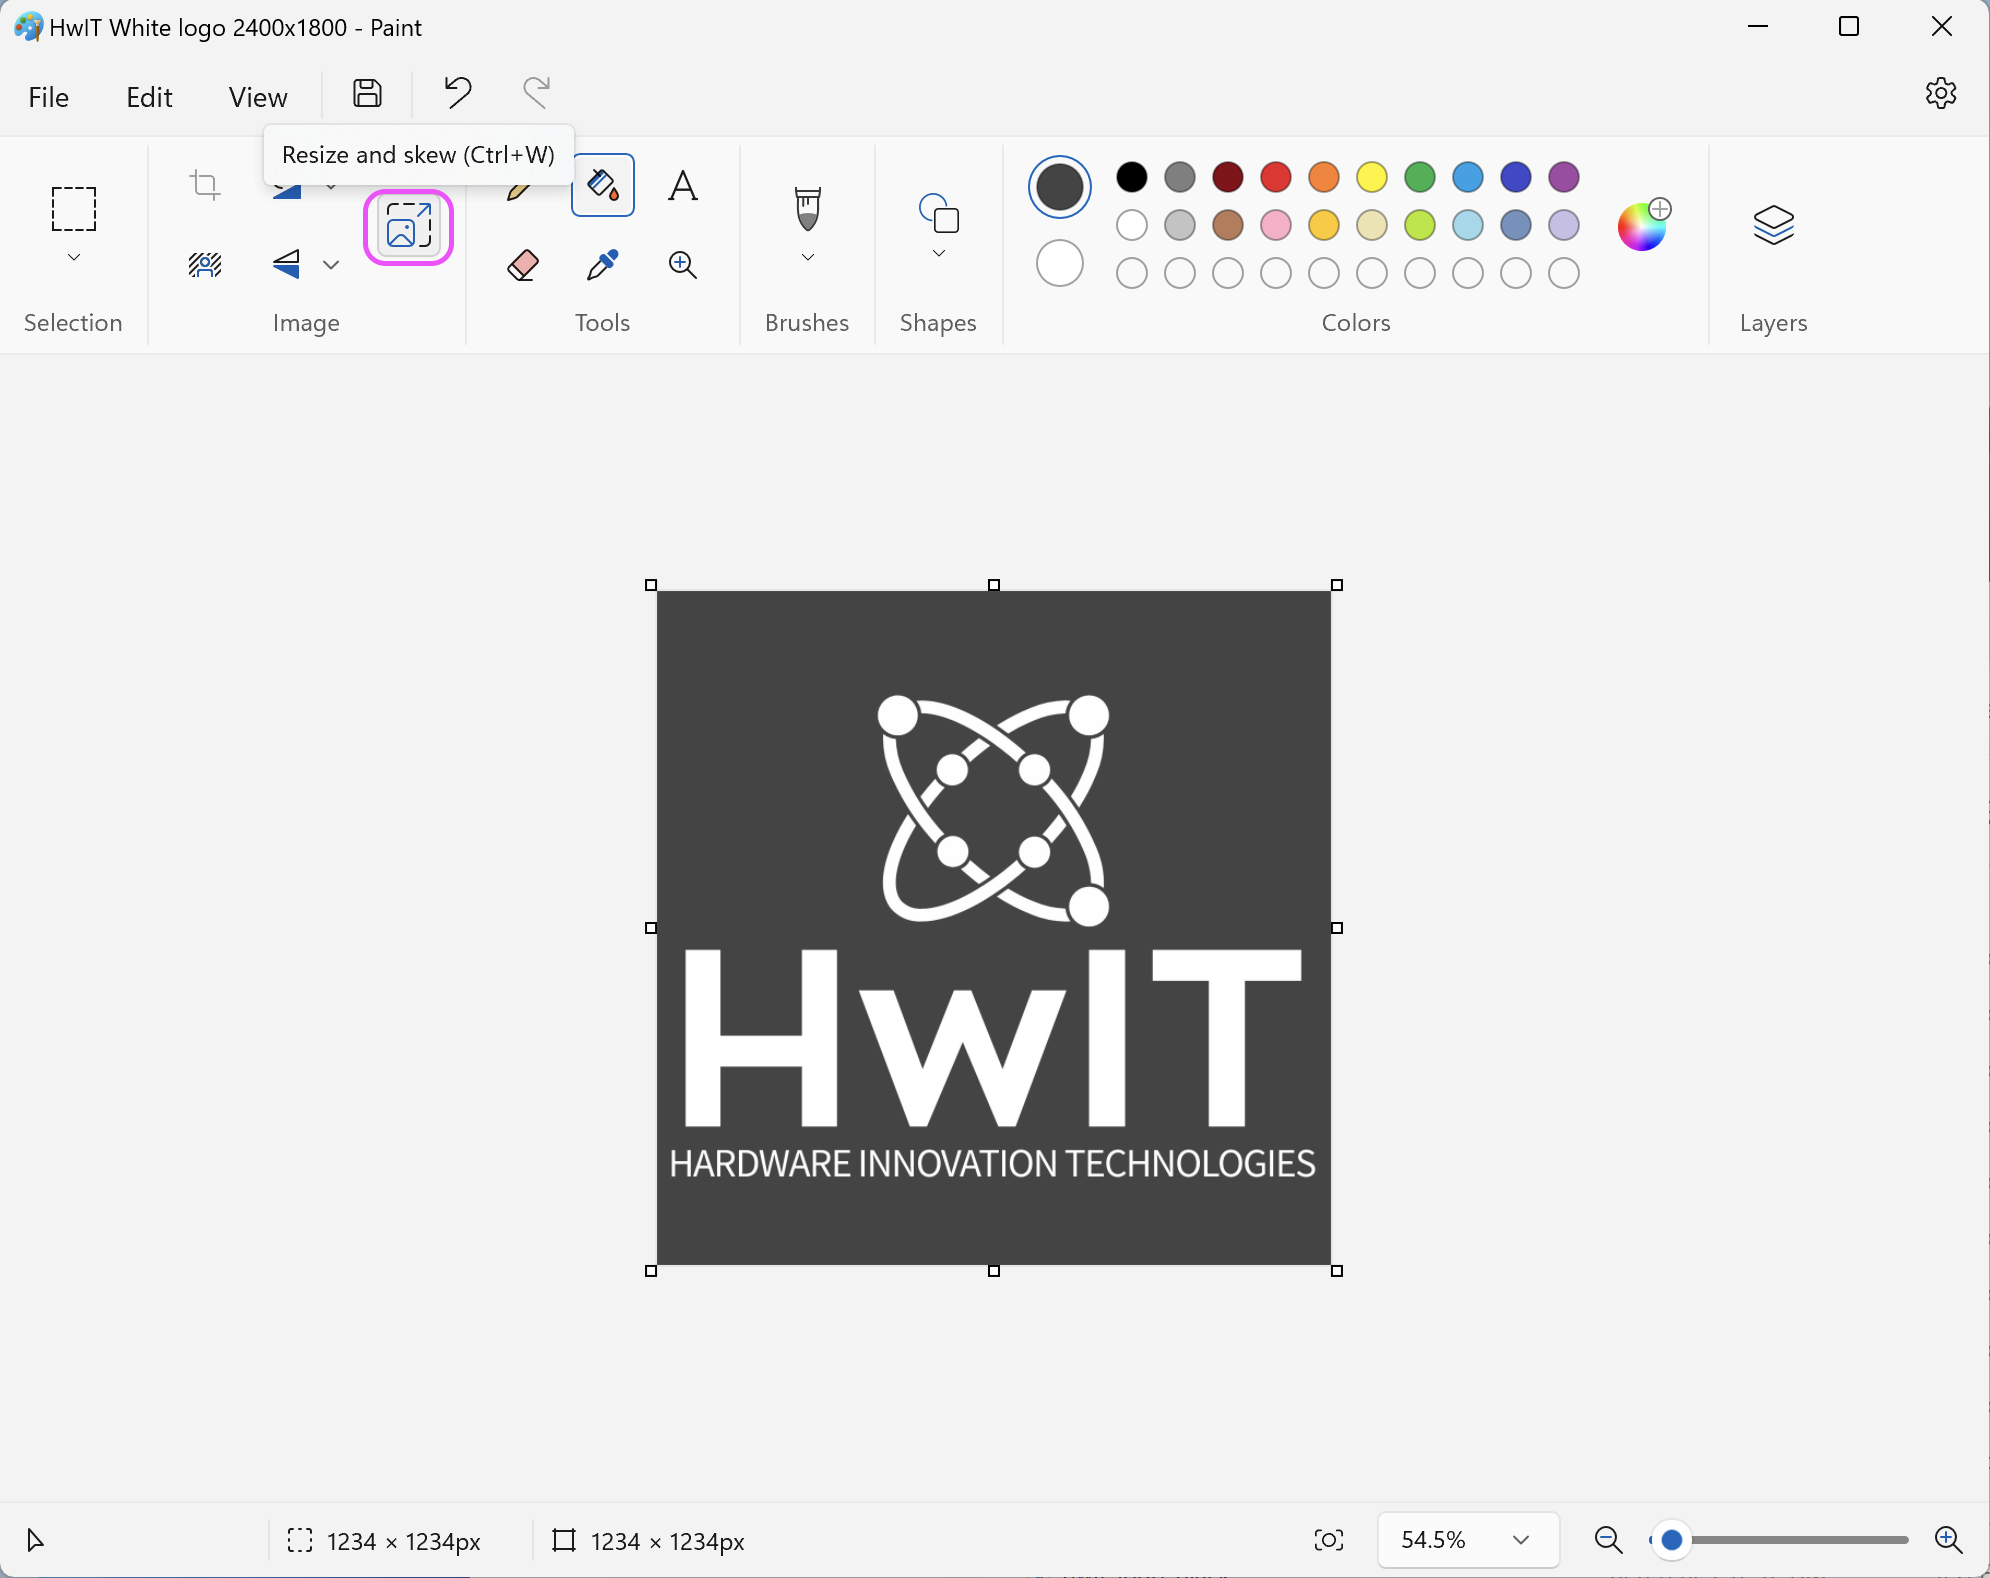 HwIT White logo 2400x1800 - Paint
File Edit View
Resize and skew (Ctrl+W)
A
Selection Image Tools Brushes Shapes Colors Layers
HwIT
HARDWARE INNOVATION TECHNOLOGIES
1234 × 1234px 1234 × 1234px 54.5%